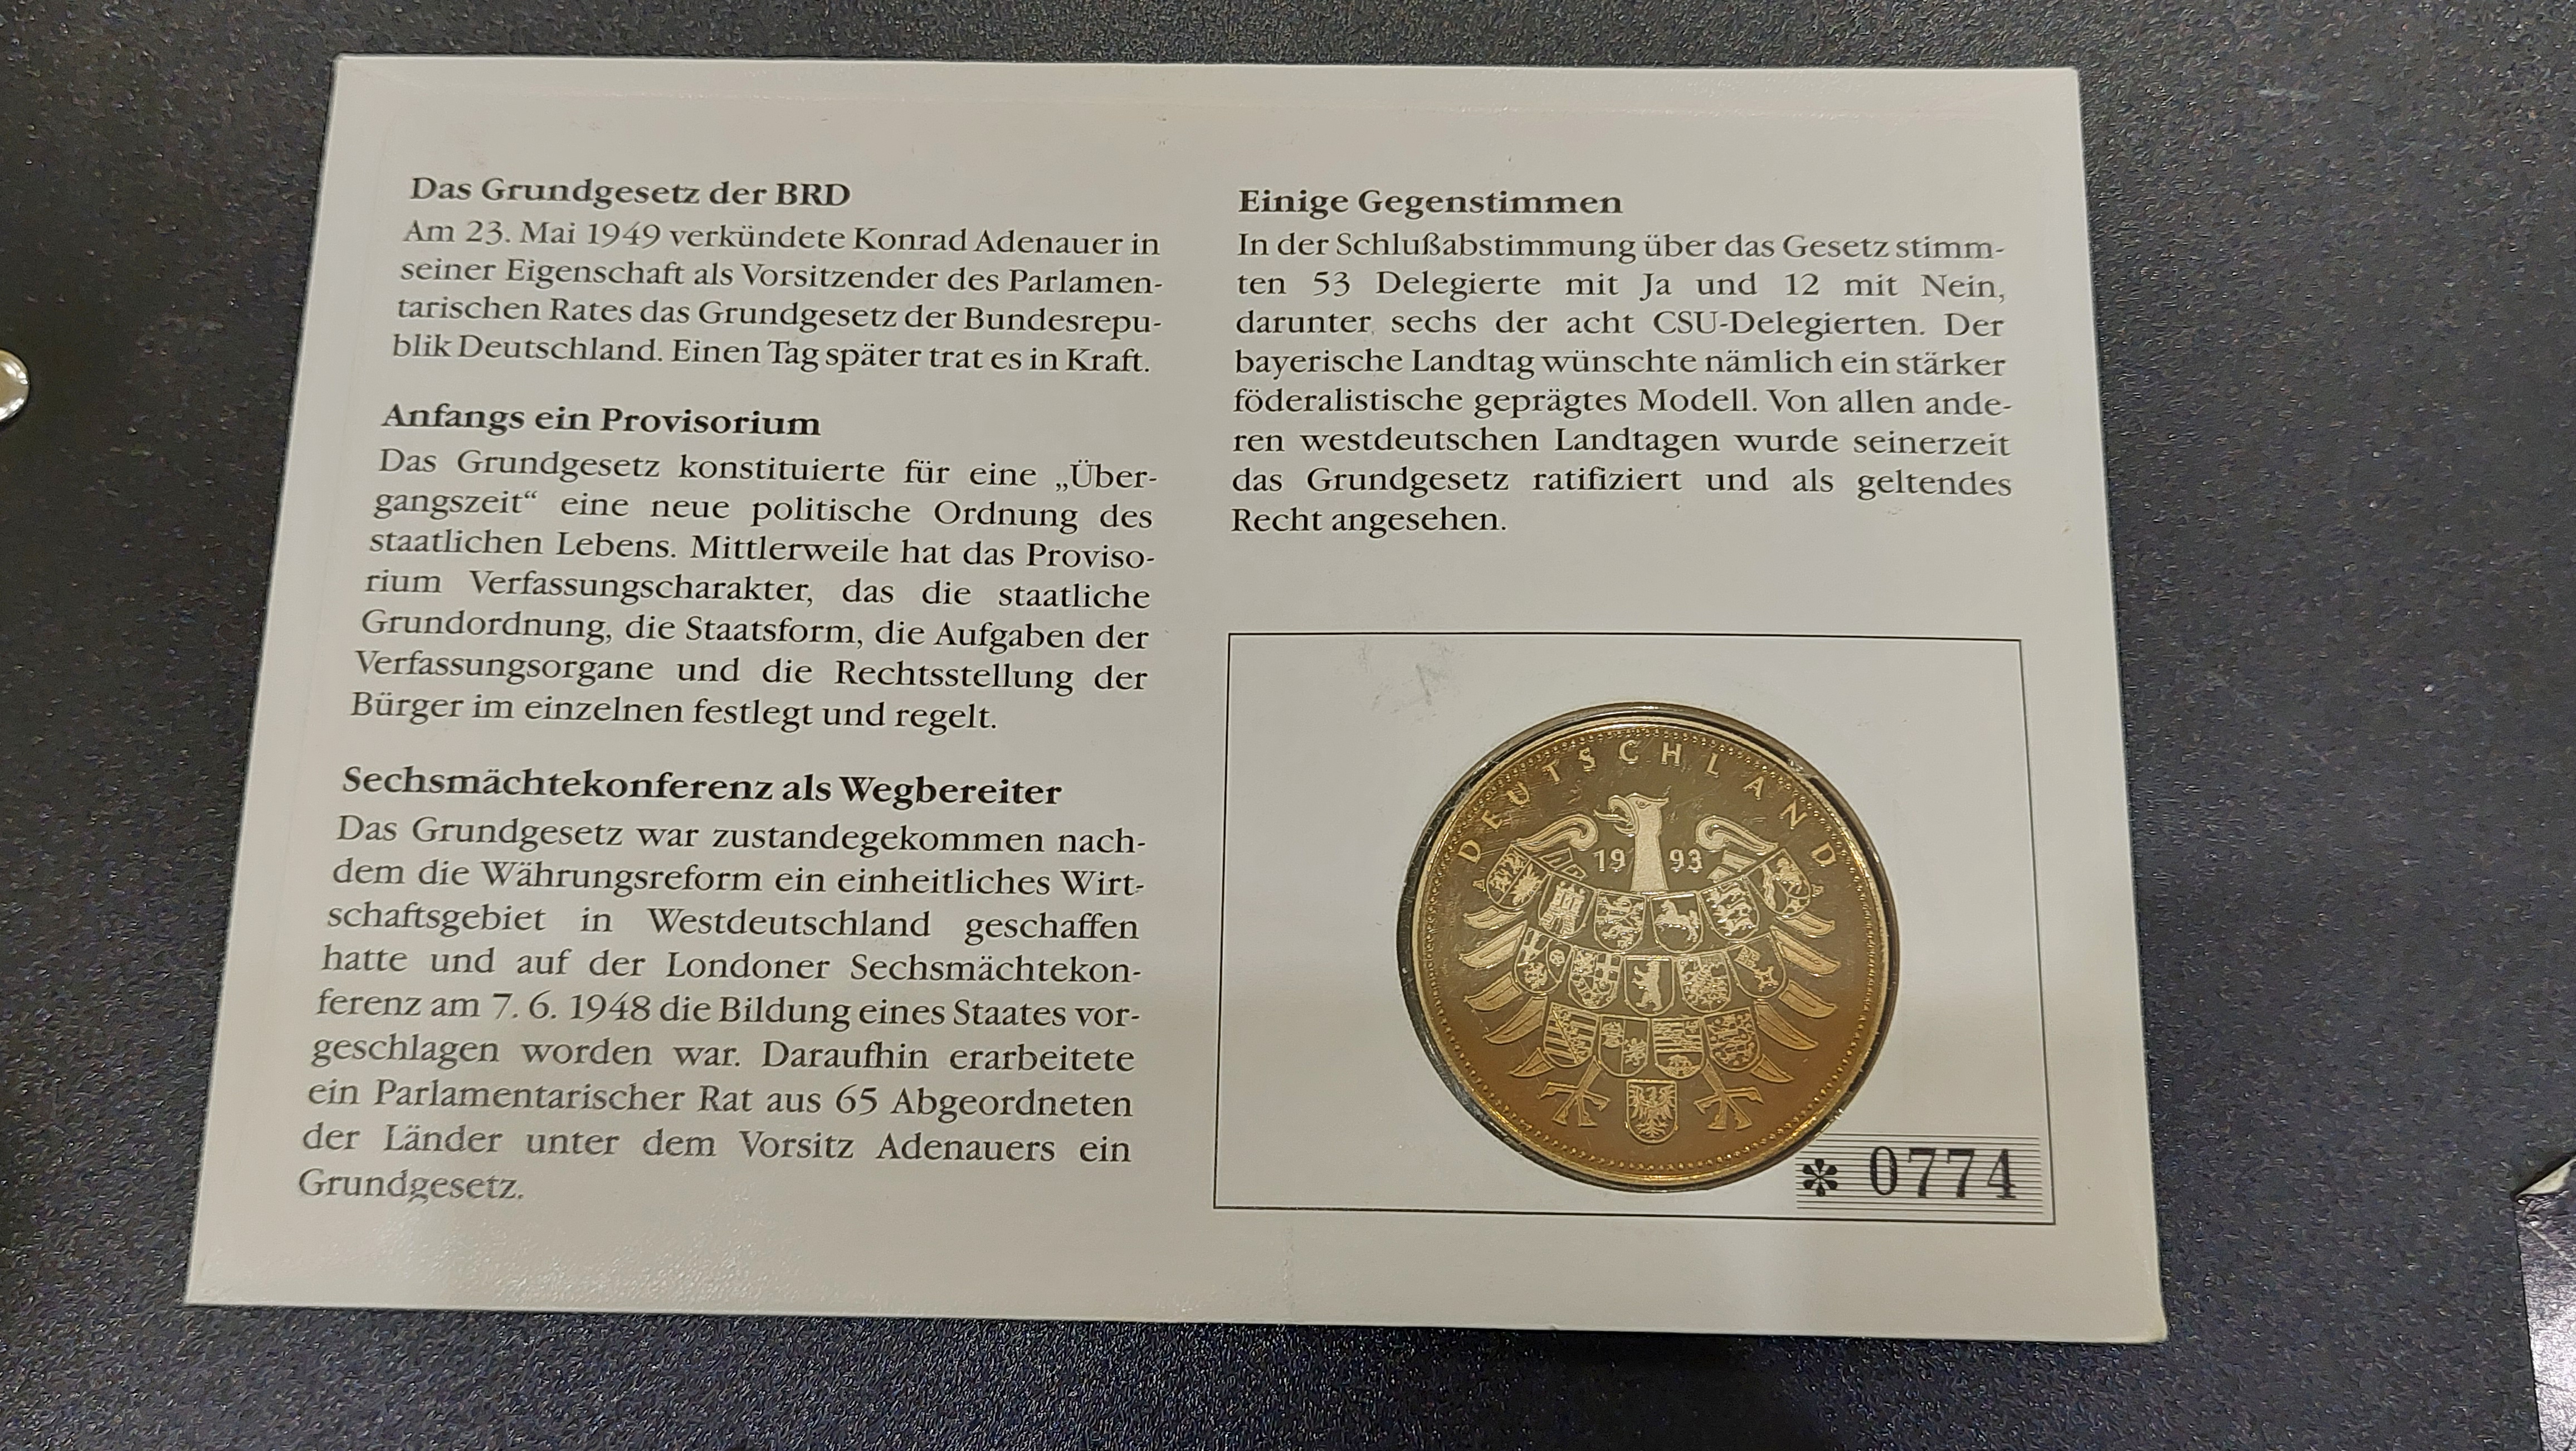 Das Grundgesetz der BRD
Am 23. Mai 1949 verkündete Konrad Adenauer in
seiner Eigenschaft als Vorsitzender des Parlamen-
tarischen Rates das Grundgesetz der Bundesrepu-
blik Deutschland. Einen Tag später trat es in Kraft.
Anfangs ein Provisorium
Das Grundgesetz konstituierte für eine „Über-
gangszeit“ eine neue politische Ordnung des
staatlichen Lebens. Mittlerweile hat das Proviso-
rium Verfassungscharakter, das die staatliche
Grundordnung, die Staatsform, die Aufgaben der
Verfassungsorgane und die Rechtsstellung der
Bürger im einzelnen festlegt und regelt.
Sechsmächtekonferenz als Wegbereiter
Das Grundgesetz war zustandegekommen nach-
dem die Währungsreform ein einheitliches Wirt-
schaftsgebiet in Westdeutschland geschaffen
hatte und auf der Londoner Sechsmächtekon-
ferenz am 7. 6. 1948 die Bildung eines Staates vor-
geschlagen worden war. Daraufhin erarbeitete
ein Parlamentarischer Rat aus 65 Abgeordneten
der Länder unter dem Vorsitz Adenauers ein
Grundgesetz.
Einige Gegenstimmen
In der Schlußabstimmung über das Gesetz stimm-
ten 53 Delegierte mit Ja und 12 mit Nein,
darunter sechs der acht CSU-Delegierten. Der
bayerische Landtag wünschte nämlich ein stärker
föderalistische geprägtes Modell. Von allen ande-
ren westdeutschen Landtagen wurde seinerzeit
das Grundgesetz ratifiziert und als geltendes
Recht angesehen.
DEUTSCHLAND
1993
* 0774